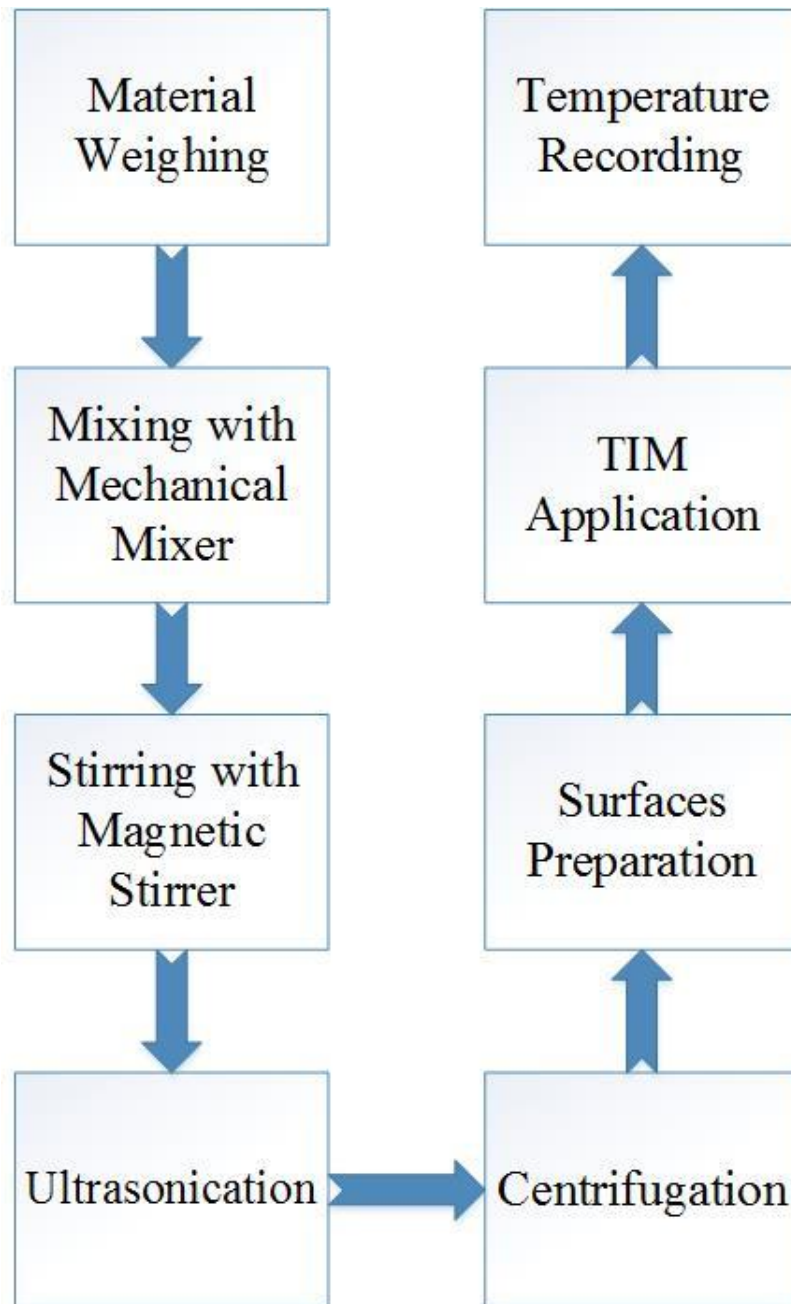 Material
Weighing
Mixing with
Mechanical
Mixer
Stirring with
Magnetic
Stirrer
Ultrasonication
Centrifugation
Surfaces
Preparation
TIM
Application
Temperature
Recording